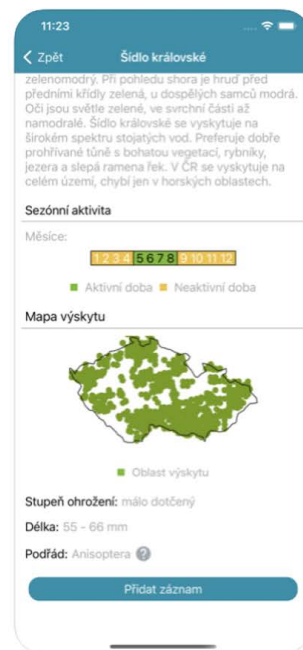 11:23
Zpět Šídlo královské
zelenomodrý. Při pohledu shora je hruď před
předními křídly zelená, u dospělých samců modrá.
Oči jsou světle zelené, ve svrchní části až
namodralé. Šídlo královské se vyskytuje na
širokém spektru stojatých vod. Preferuje dobře
prohřívané tůně s bohatou vegetací, rybníky,
jezera a slepá ramena řek. V ČR se vyskytuje na
celém území, chybí jen v horských oblastech.
Sezónní aktivita
Měsíce:
1 2 3 4 5 6 7 8 9 10 11 12
Aktivní doba Neaktivní doba
Mapa výskytu
Oblast výskytu
Stupeň ohrožení: málo dotčený
Délka: 55 - 66 mm
Podřád: Anisoptera ?
Přidat záznam